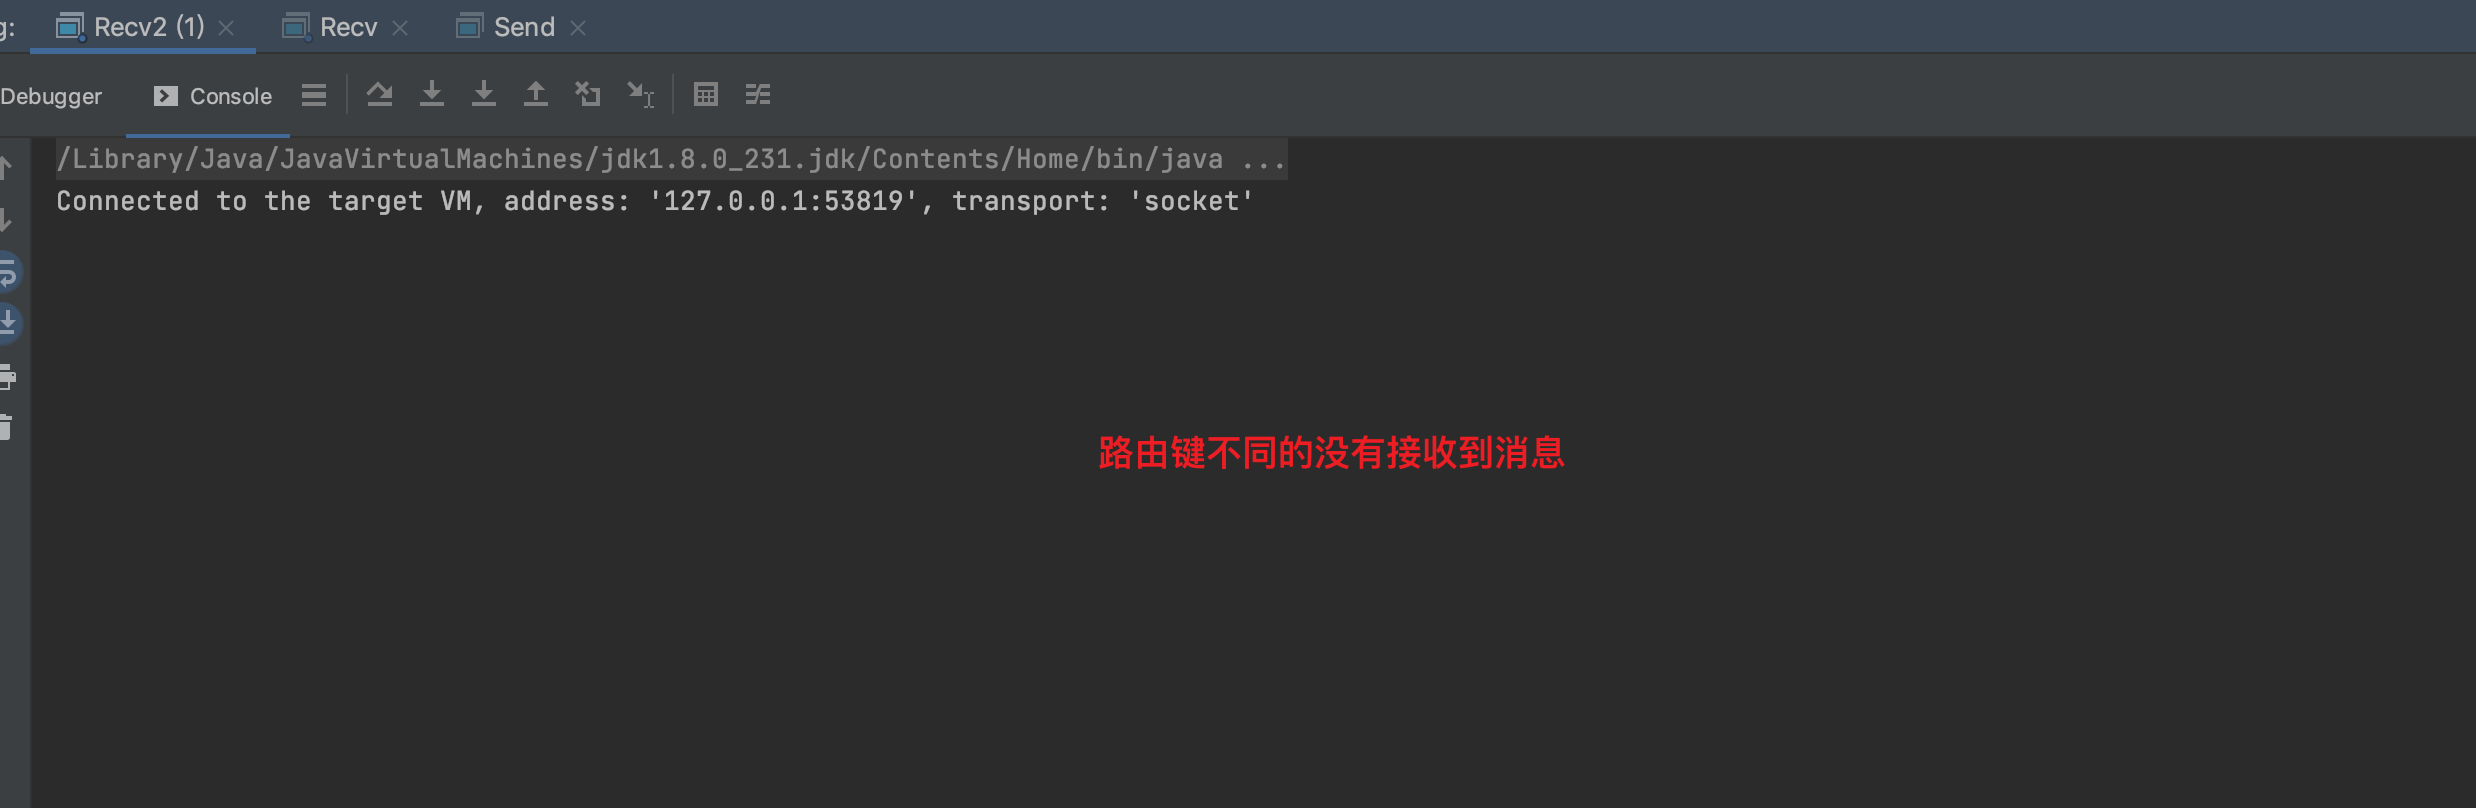 g:
Recv2 (1)
Recv
Send
Debugger
Console
/Library/Java/JavaVirtualMachines/jdk1.8.0_231.jdk/Contents/Home/bin/java ...
Connected to the target VM, address: '127.0.0.1:53819', transport: 'socket'
路由键不同的没有接收到消息